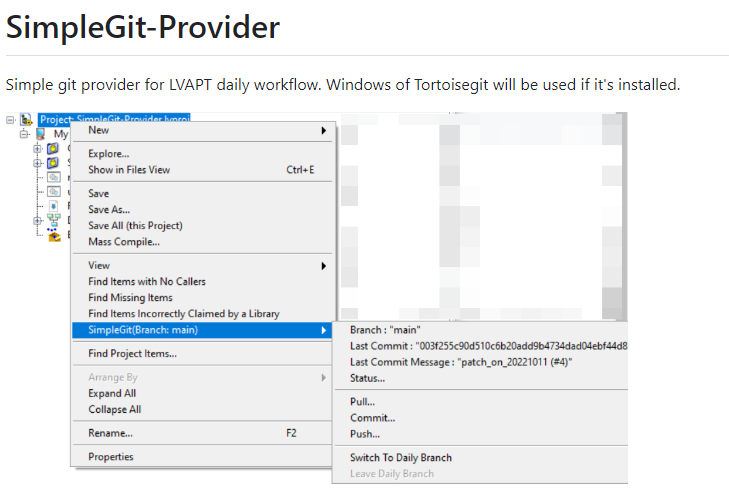 SimpleGit-Provider
Simple git provider for LVAPT daily workflow. Windows of Tortoisegit will be used if it's installed.
Project: SimpleGit-Provider.lvproj
My
New
Explore...
Show in Files View Ctrl+E
Save
Save As...
Save All (this Project)
Mass Compile...
View
Find Items with No Callers
Find Missing Items
Find Items Incorrectly Claimed by a Library
SimpleGit(Branch: main)
Find Project Items...
Arrange By
Expand All
Collapse All
Rename... F2
Properties
Branch : "main"
Last Commit : "003f255c90d510c6b20add9b4734dad04ebf44d8
Last Commit Message : "patch_on_20221011 (#4)"
Status...
Pull...
Commit...
Push...
Switch To Daily Branch
Leave Daily Branch